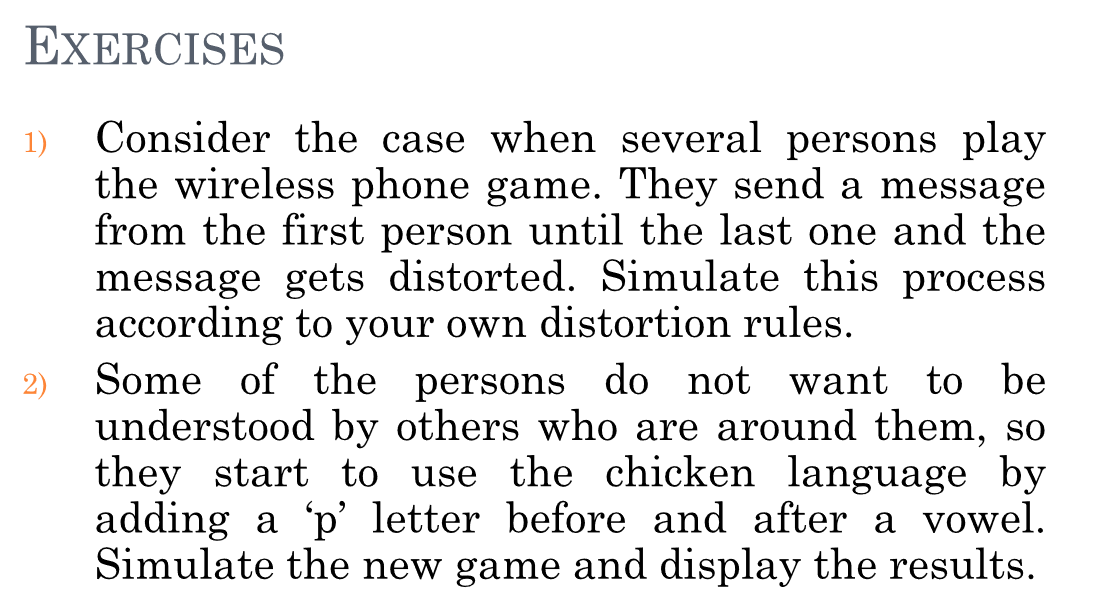 EXERCISES
1) Consider the case when several persons play
the wireless phone game. They send a message
from the first person until the last one and the
message gets distorted. Simulate this process
according to your own distortion rules.
2) Some of the persons do not want to be
understood by others who are around them, so
they start to use the chicken language by
adding a ‘p’ letter before and after a vowel.
Simulate the new game and display the results.